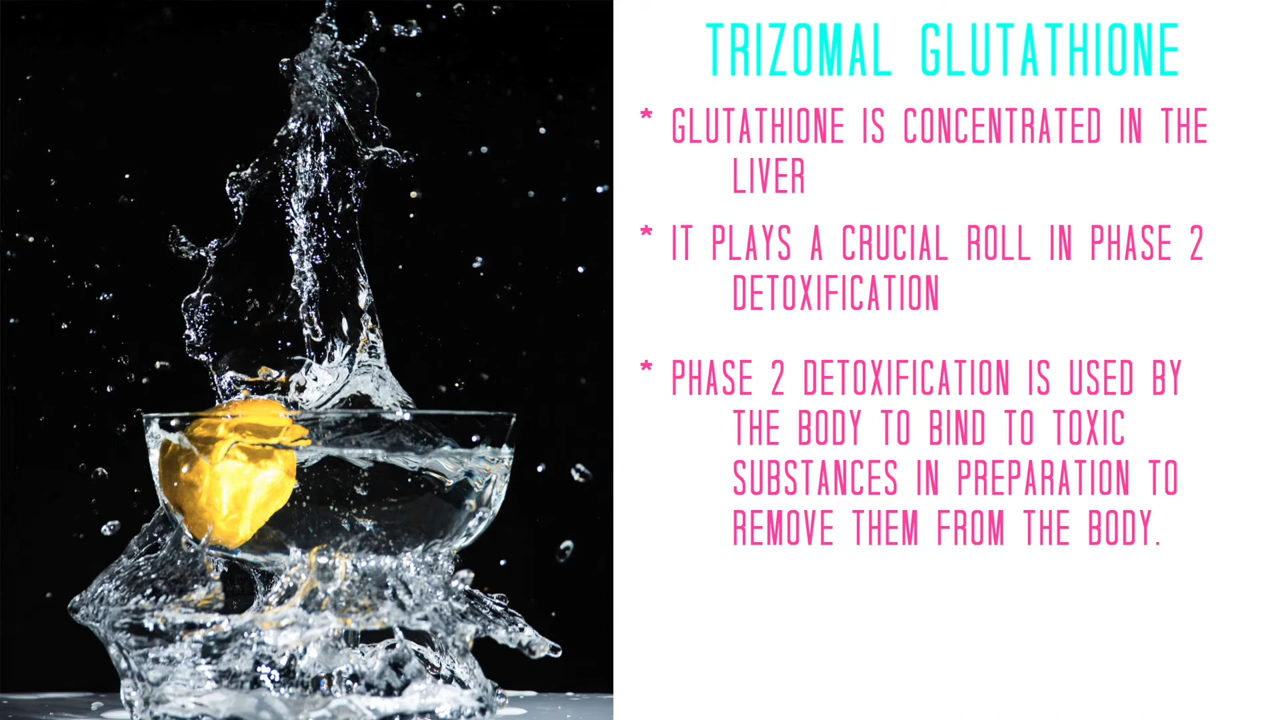 TRIZOMAL GLUTATHIONE
* GLUTATHIONE IS CONCENTRATED IN THE
LIVER
* IT PLAYS A CRUCIAL ROLL IN PHASE 2
DETOXIFICATION
* PHASE 2 DETOXIFICATION IS USED BY
THE BODY TO BIND TO TOXIC
SUBSTANCES IN PREPARATION TO
REMOVE THEM FROM THE BODY.